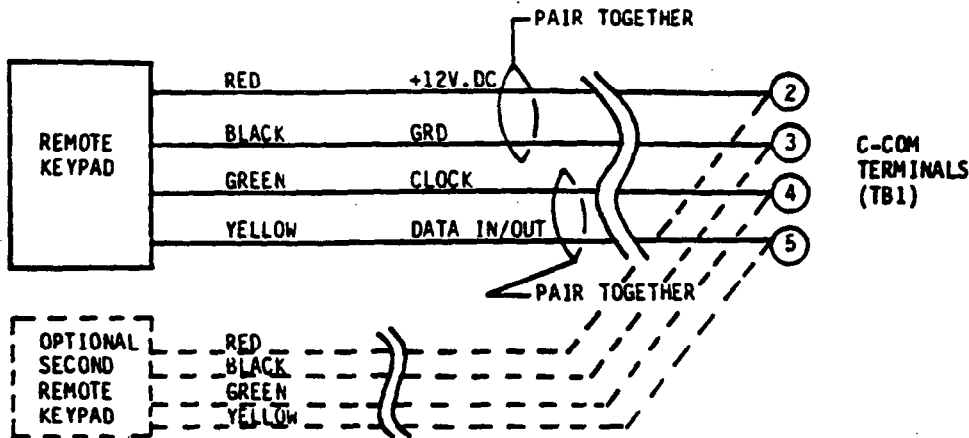 PAIR TOGETHER
RED +12V.DC 2
BLACK GRD 3
REMOTE
KEYPAD
C-COM
TERMINALS
(TB1)
GREEN CLOCK 4
YELLOW DATA IN/OUT 5
PAIR TOGETHER
OPTIONAL
SECOND
REMOTE
KEYPAD
RED
BLACK
GREEN
YELLOW